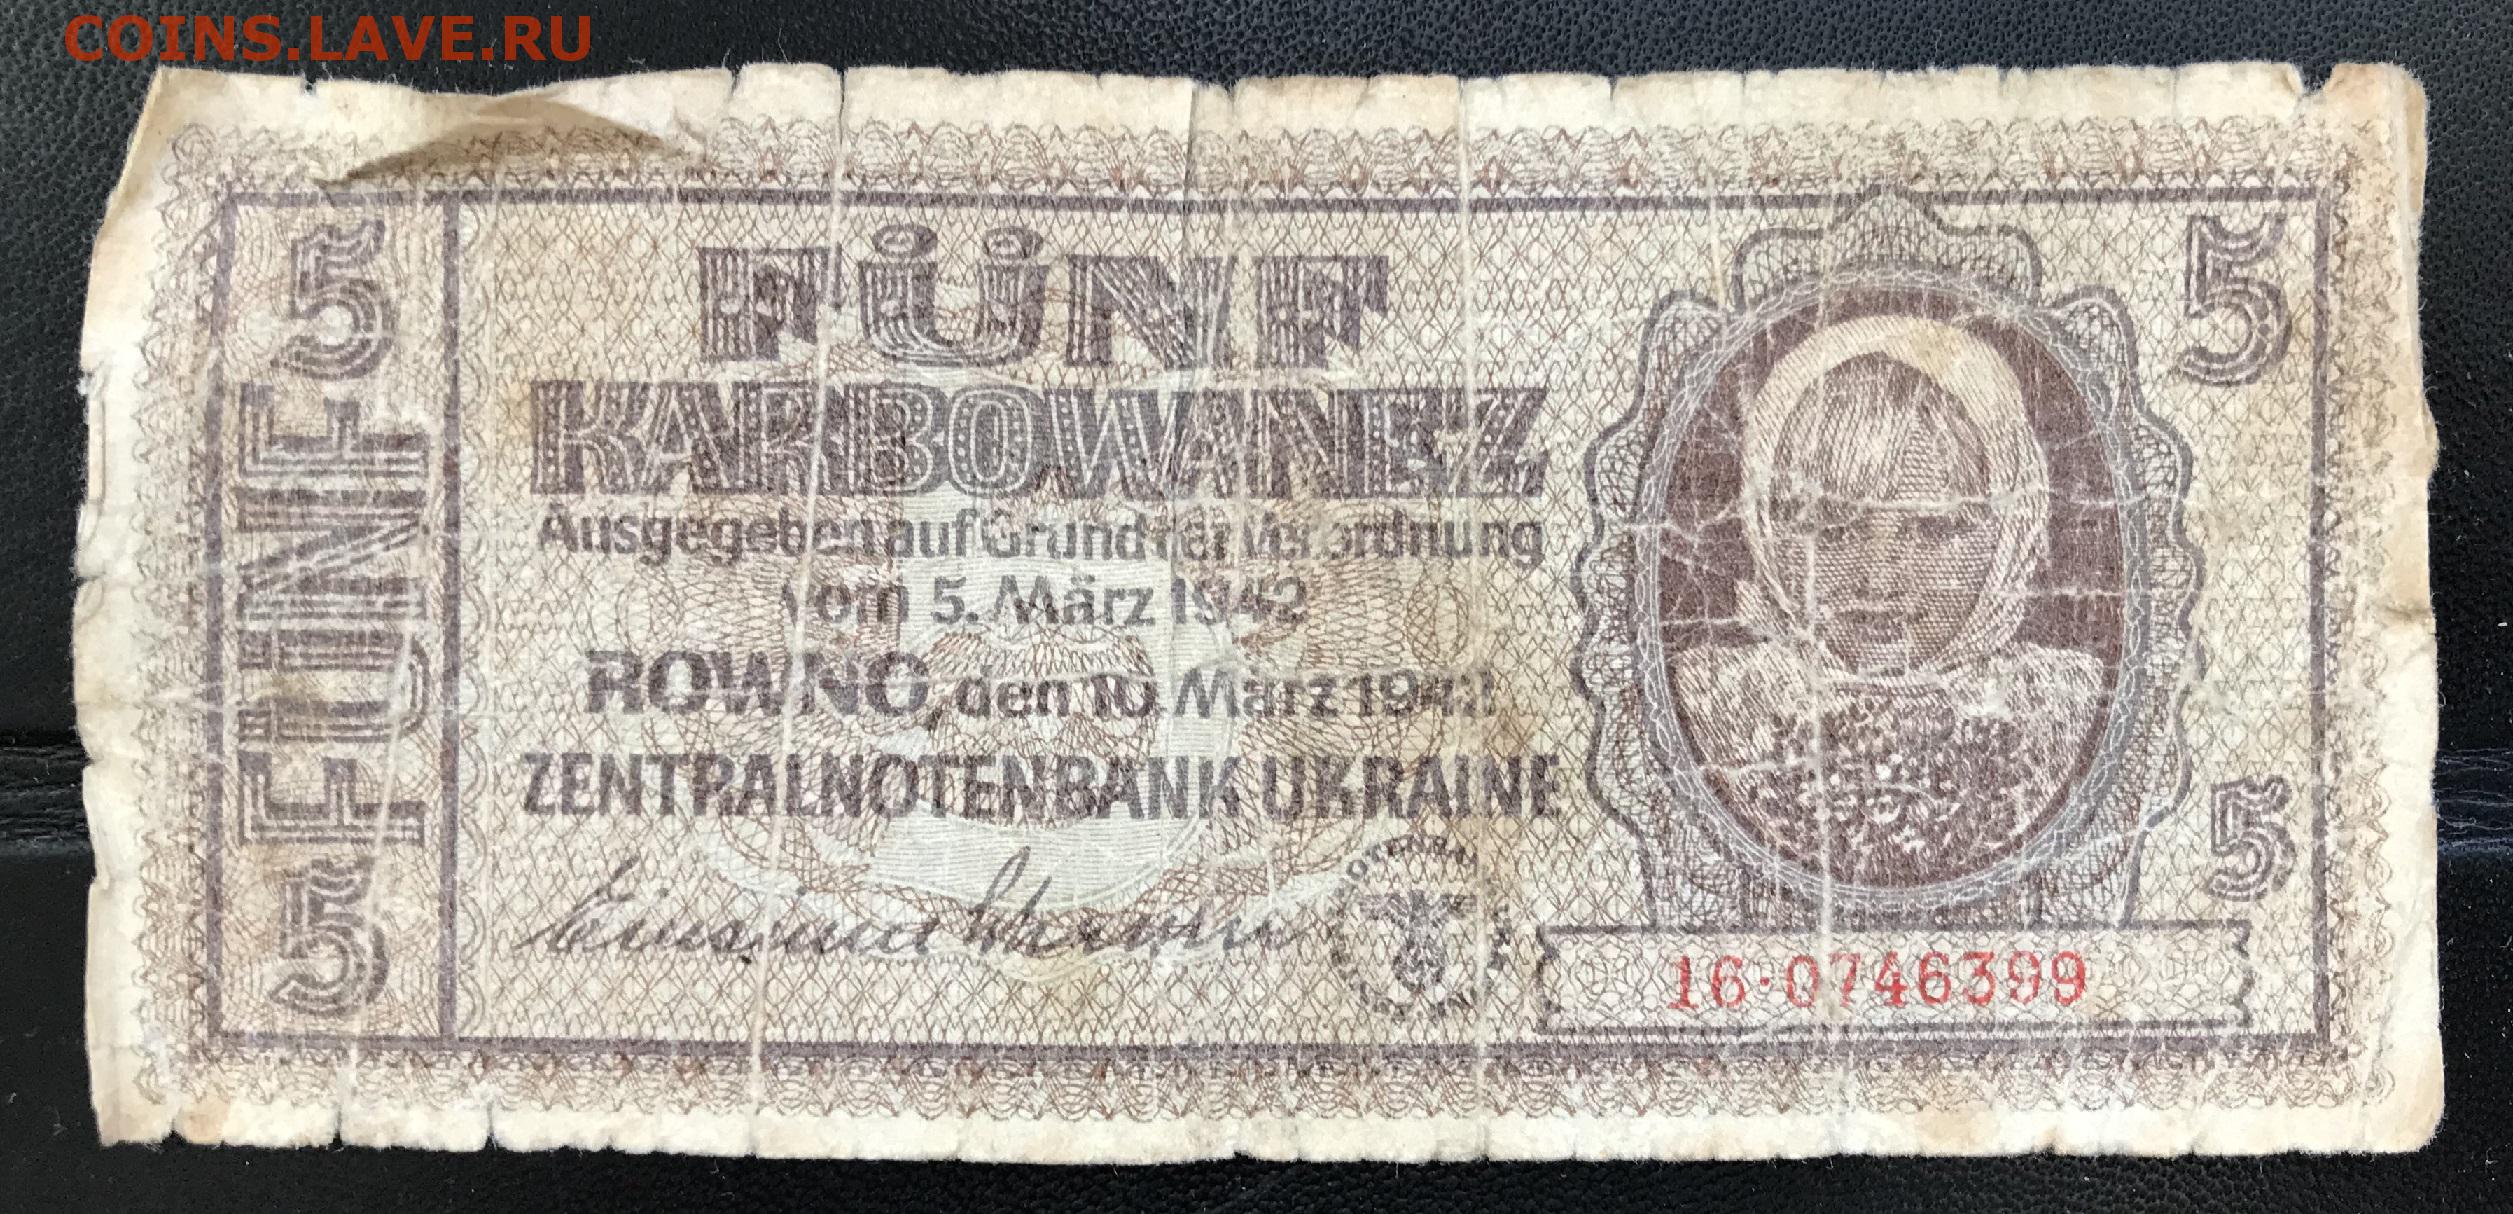 COINS.LAVE.RU
5 FÜNF 5
FÜNF
KARBOWANEZ
Ausgegeben auf Grund der Verordnung
vom 5. März 1942
ROWNO, den 10. März 1942
ZENTRALNOTENBANK UKRAINE
5
5
16·0746399